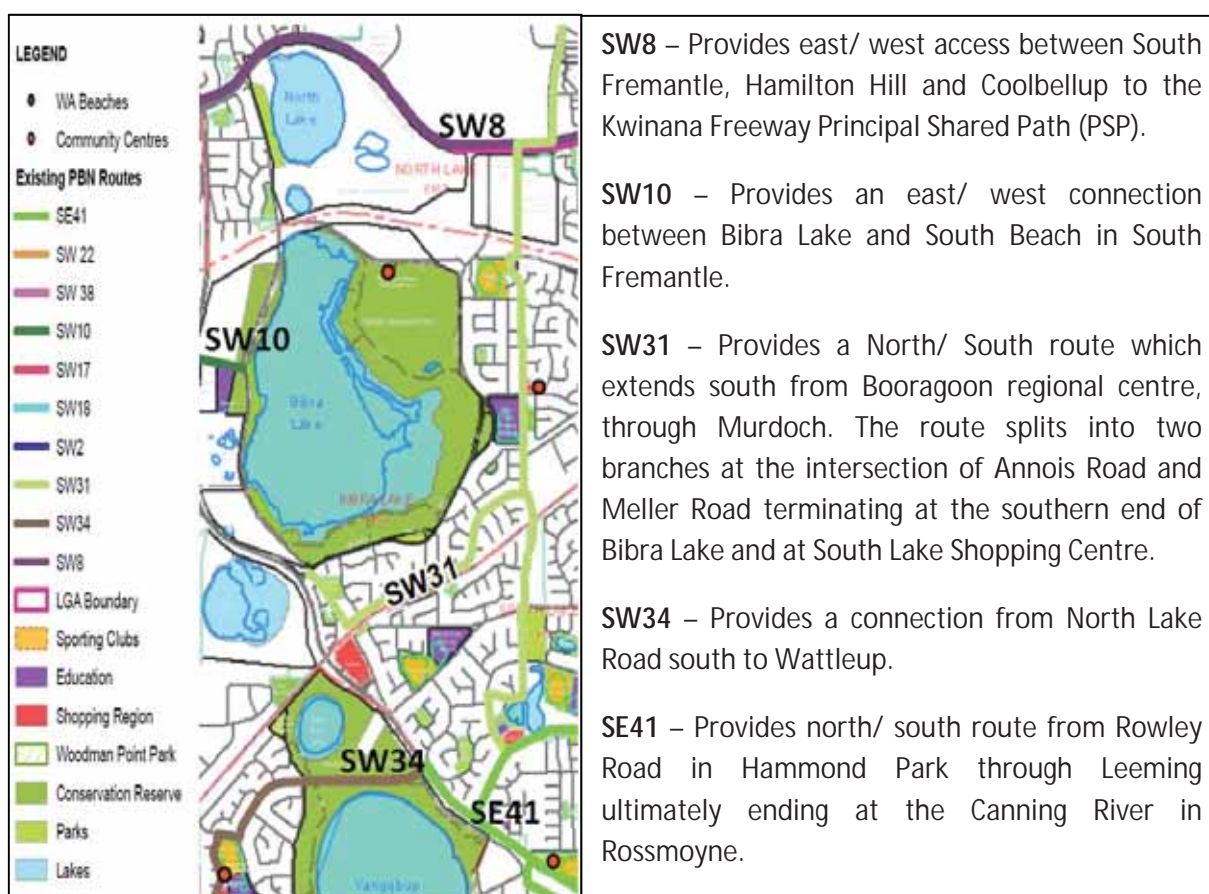 LEGEND
WA Beaches
Community Centres
Existing PBN Routes
SE41
SW 22
SW 38
SW10
SW17
SW18
SW2
SW31
SW34
SW8
LGA Boundary
Sporting Clubs
Education
Shopping Region
Woodman Point Park
Conservation Reserve
Parks
Lakes
North
Lake
SW8
NORTH LAKE
SW10
Bibra
Lake
BIBRA LAKE
SW31
SW34
SE41
Yangebup
SW8 – Provides east/ west access between South
Fremantle, Hamilton Hill and Coolbellup to the
Kwinana Freeway Principal Shared Path (PSP).
SW10 – Provides an east/ west connection
between Bibra Lake and South Beach in South
Fremantle.
SW31 – Provides a North/ South route which
extends south from Booragoon regional centre,
through Murdoch. The route splits into two
branches at the intersection of Annois Road and
Meller Road terminating at the southern end of
Bibra Lake and at South Lake Shopping Centre.
SW34 – Provides a connection from North Lake
Road south to Wattleup.
SE41 – Provides north/ south route from Rowley
Road in Hammond Park through Leeming
ultimately ending at the Canning River in
Rossmoyne.